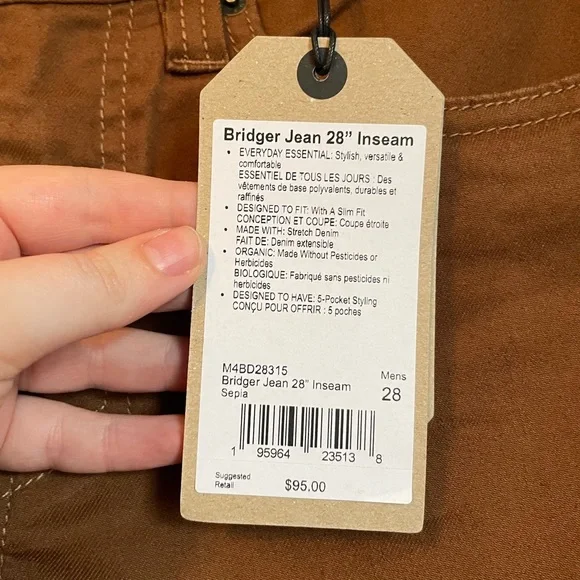 Bridger Jean 28” Inseam
• EVERYDAY ESSENTIAL: Stylish, versatile &
comfortable
ESSENTIEL DE TOUS LES JOURS : Des
vêtements de base polyvalents, durables et
raffinés
• DESIGNED TO FIT: With A Slim Fit
CONCEPTION ET COUPE: Coupe étroite
• MADE WITH: Stretch Denim
FAIT DE: Denim extensible
• ORGANIC: Made Without Pesticides or
Herbicides
BIOLOGIQUE: Fabriqué sans pesticides ni
herbicides
• DESIGNED TO HAVE: 5-Pocket Styling
CONÇU POUR OFFRIR : 5 poches
M4BD28315
Bridger Jean 28" Inseam
Sepia
Mens
28
1 95964 23513 8
Suggested
Retail
$95.00